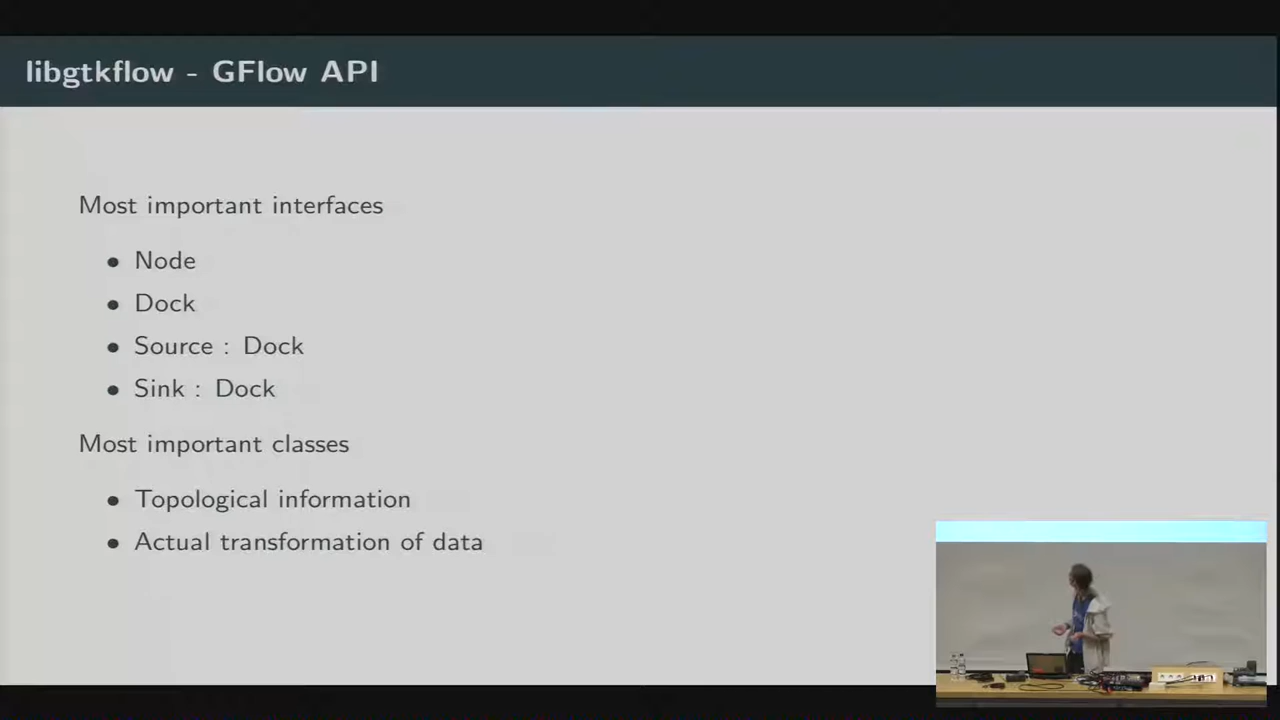 libgtkflow - GFlow API
Most important interfaces
• Node
• Dock
• Source : Dock
• Sink : Dock
Most important classes
• Topological information
• Actual transformation of data